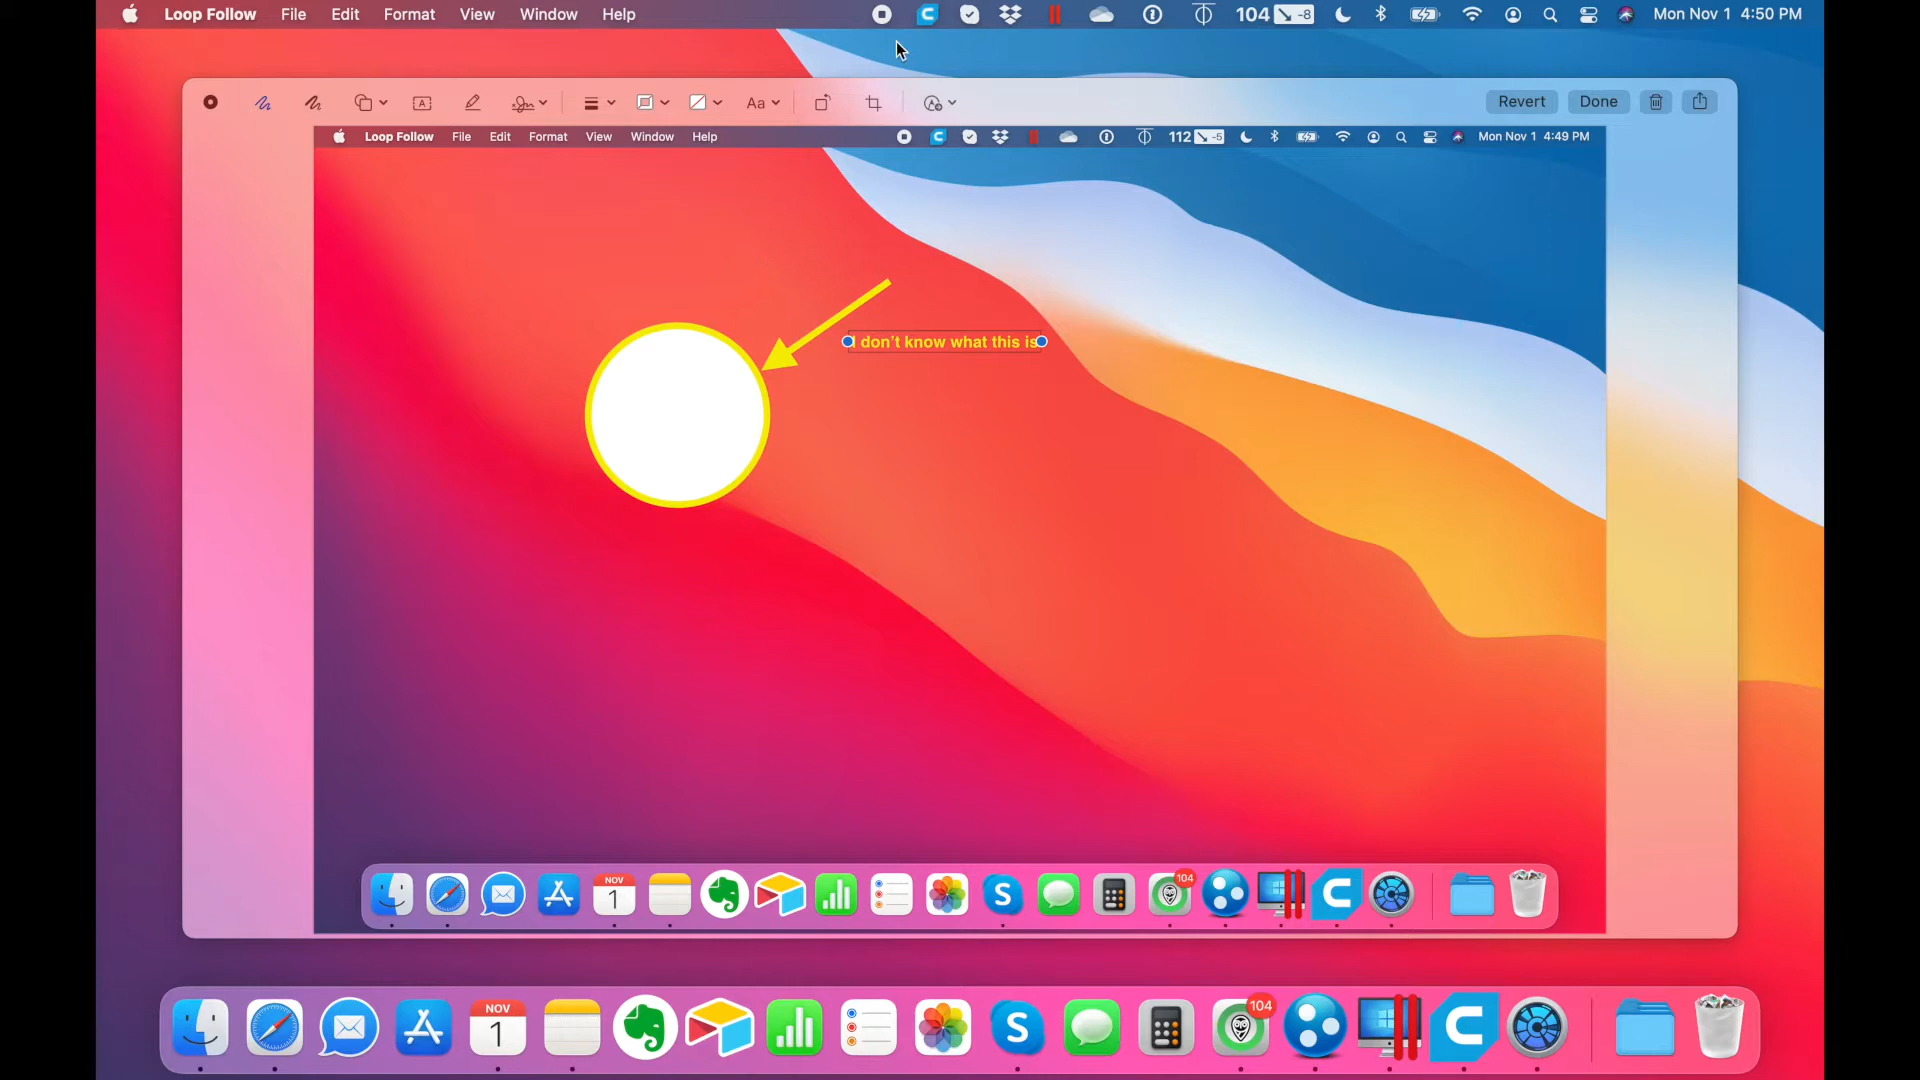 Loop Follow File Edit Format View Window Help 104 -8 Mon Nov 1 4:50 PM
A Aa A Revert Done
Loop Follow File Edit Format View Window Help 112 -5 Mon Nov 1 4:49 PM
I don't know what this is
NOV 1 S 104 C
NOV 1 S 104 C